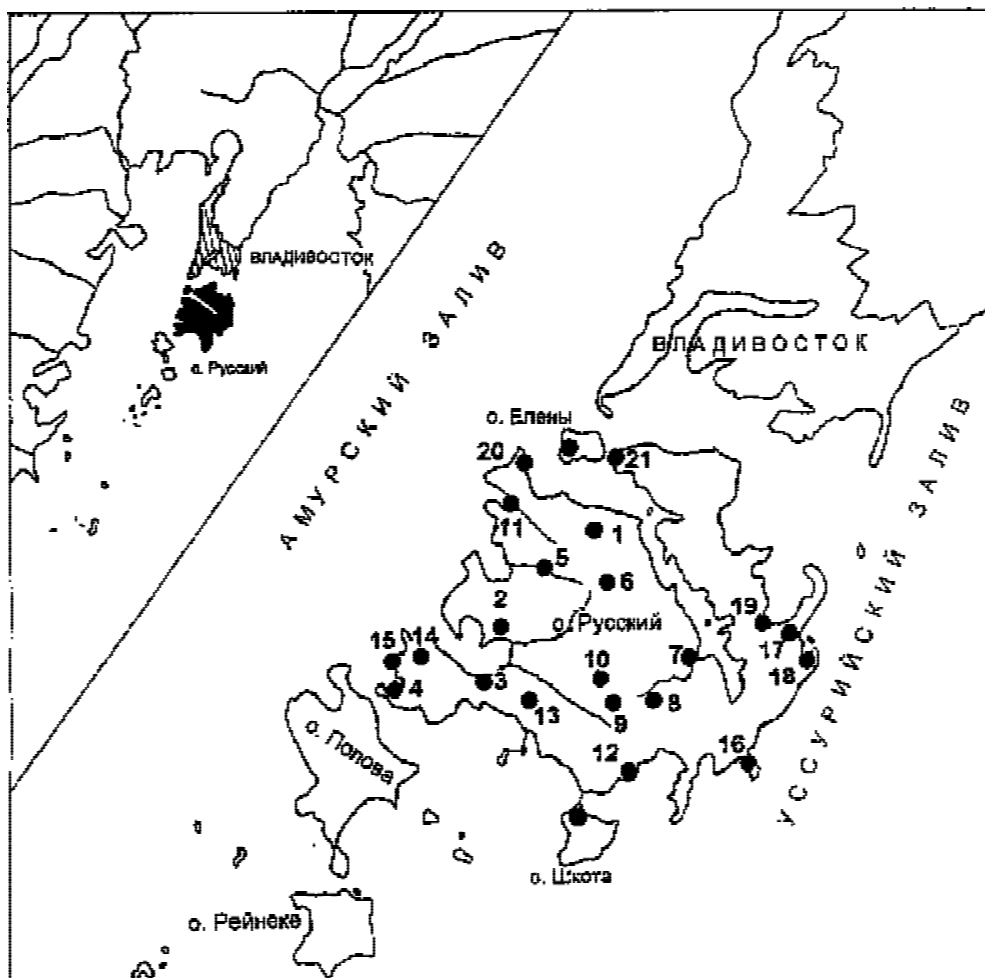 ВЛАДИВОСТОК
о. Русский
АМУРСКИЙ ЗАЛИВ
ВЛАДИВОСТОК
о. Елены
20
21
11
1
5
6
2
о. Русский
19
17
15
14
7
18
10
4
3
13
9
8
о. Попова
12
16
УССУРИЙСКИЙ ЗАЛИВ
о. Шкота
о. Рейнеке